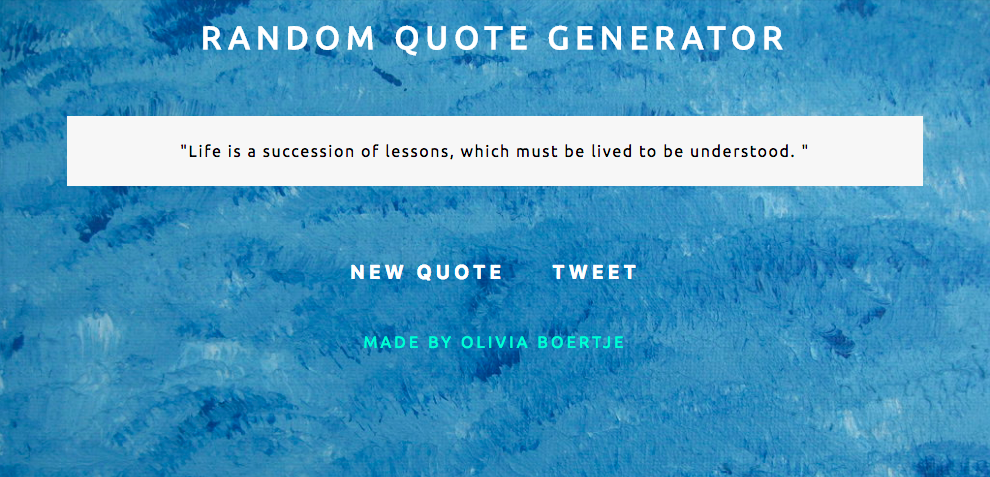 RANDOM QUOTE GENERATOR
"Life is a succession of lessons, which must be lived to be understood. "
NEW QUOTE TWEET
MADE BY OLIVIA BOERTJE